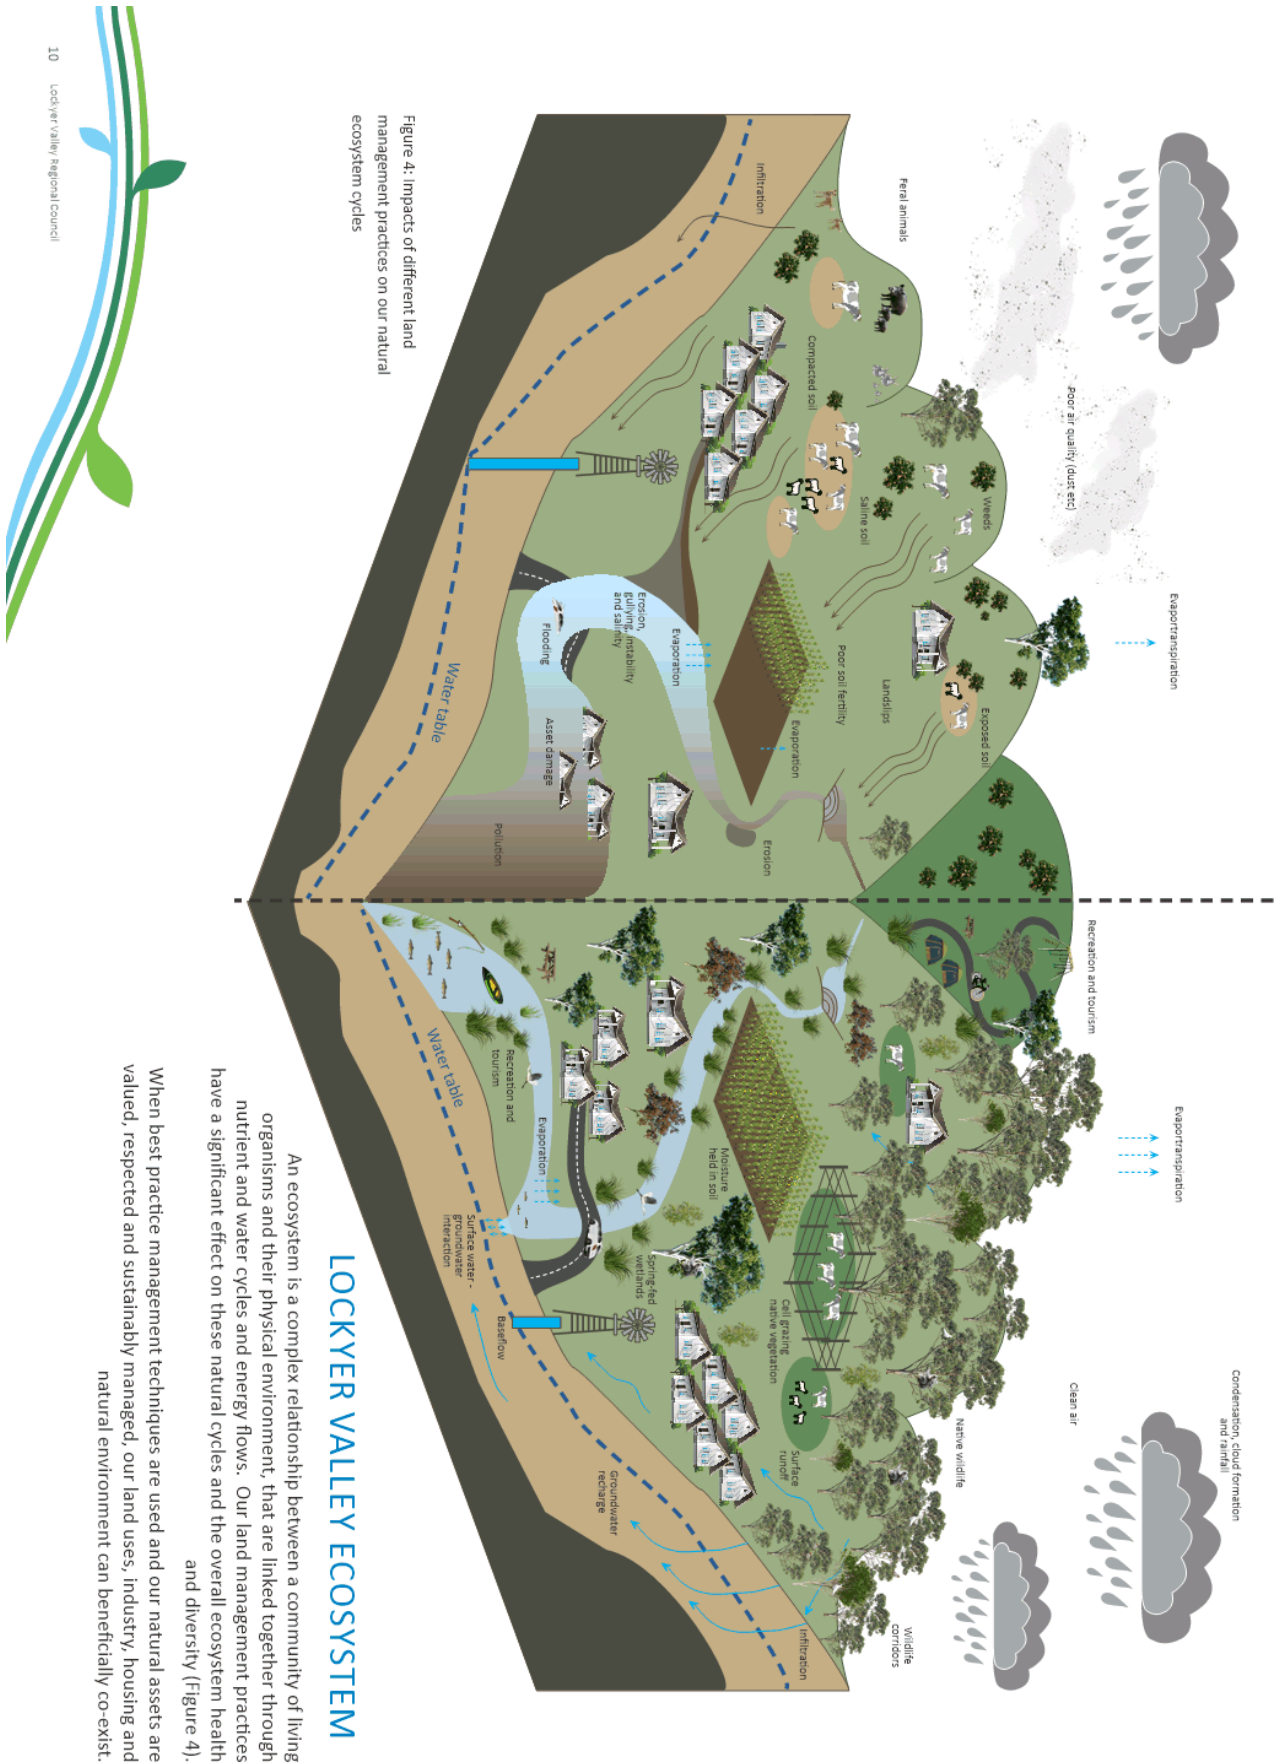 LOCKYER VALLEY ECOSYSTEM
An ecosystem is a complex relationship between a community of living
organisms and their physical environment, that are linked together through
nutrient and water cycles and energy flows. Our land management practices
have a significant effect on these natural cycles and the overall ecosystem health
and diversity (Figure 4).
When best practice management techniques are used and our natural assets are
valued, respected and sustainably managed, our land uses, industry, housing and
natural environment can beneficially co-exist.
Condensation, cloud formation
and rainfall
Evaportranspiration
Evaportranspiration
Poor air quality (dust etc)
Recreation and tourism
Clean air
Feral animals
Weeds
Exposed soil
Native wildlife
Wildlife
corridors
Compacted soil
Saline soil
Landslips
Poor soil fertility
Evaporation
Erosion
Infiltration
Infiltration
Surface
runoff
Cell grazing
native vegetation
Moisture
held in soil
Evaporation
Erosion,
gullying, instability
and salinity
Flooding
Asset damage
Pollution
Spring-fed
wetlands
Groundwater
recharge
Recreation and
tourism
Evaporation
Baseflow
Surface water -
groundwater
interaction
Water table
Water table
Figure 4: Impacts of different land
management practices on our natural
ecosystem cycles
10 Lockyer Valley Regional Council